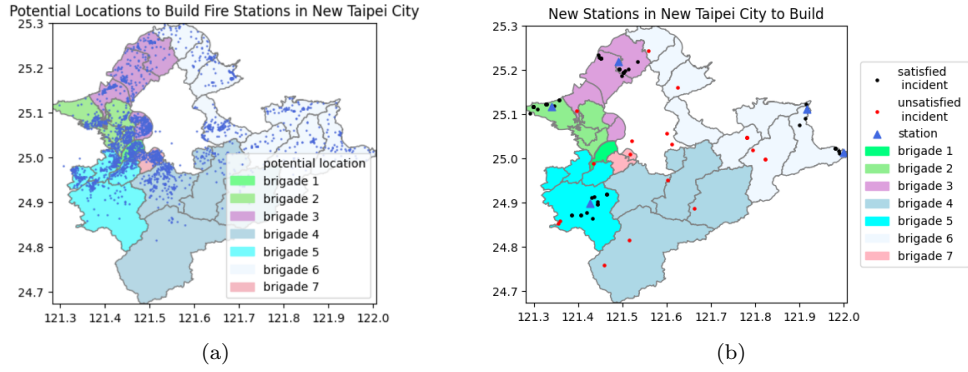 Potential Locations to Build Fire Stations in New Taipei City
25.3
25.2
25.1
25.0
24.9
24.8
24.7
121.3 121.4 121.5 121.6 121.7 121.8 121.9 122.0
potential location
brigade 1
brigade 2
brigade 3
brigade 4
brigade 5
brigade 6
brigade 7
(a)
New Stations in New Taipei City to Build
25.3
25.2
25.1
25.0
24.9
24.8
24.7
121.3 121.4 121.5 121.6 121.7 121.8 121.9 122.0
satisfied
incident
unsatisfied
incident
station
brigade 1
brigade 2
brigade 3
brigade 4
brigade 5
brigade 6
brigade 7
(b)